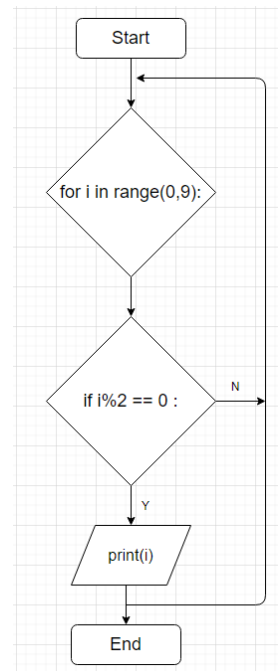 Start
for i in range(0,9):
if i%2 == 0 :
N
Y
print(i)
End